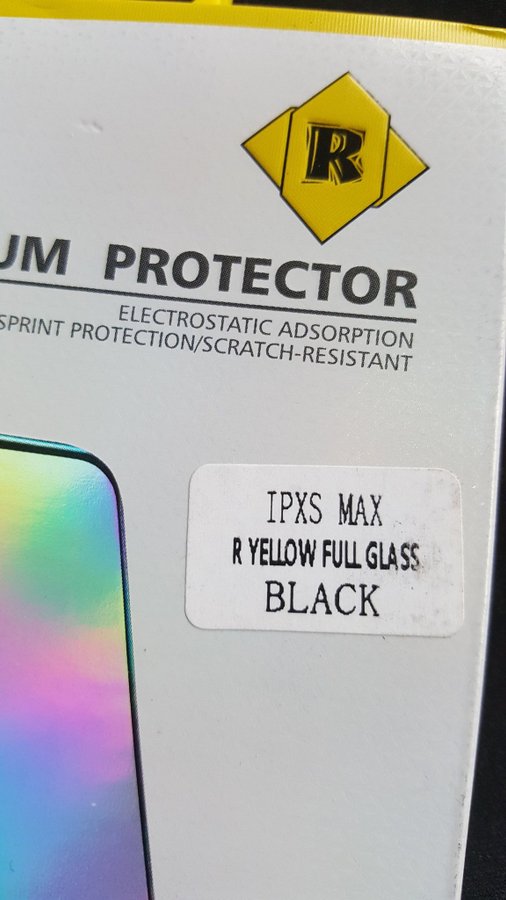 R
UM PROTECTOR
ELECTROSTATIC ADSORPTION
SPRINT PROTECTION/SCRATCH-RESISTANT
IPXS MAX
R YELLOW FULL GLASS
BLACK